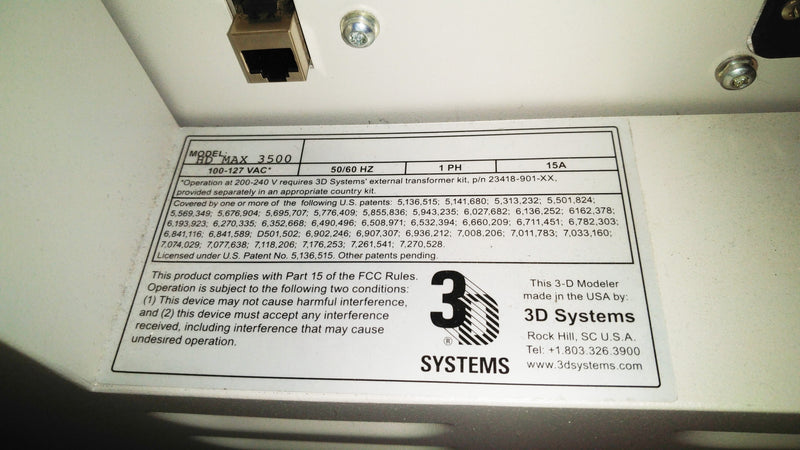 MODEL:
HD MAX 3500
100-127 VAC* 50/60 HZ 1 PH 15A
*Operation at 200-240 V requires 3D Systems' external transformer kit, p/n 23418-901-XX,
provided separately in an appropriate country kit.
Covered by one or more of the following U.S. patents: 5,136,515; 5,141,680; 5,313,232; 5,501,824;
5,569,349; 5,676,904; 5,695,707; 5,776,409; 5,855,836; 5,943,235; 6,027,682; 6,136,252; 6162,378;
6,193,923; 6,270,335; 6,352,668; 6,490,496; 6,508,971; 6,532,394; 6,660,209; 6,711,451; 6,782,303;
6,841,116; 6,841,589; D501,502; 6,902,246; 6,907,307; 6,936,212; 7,008,206; 7,011,783; 7,033,160;
7,074,029; 7,077,638; 7,118,206; 7,176,253; 7,261,541; 7,270,528.
Licensed under U.S. Patent No. 5,136,515. Other patents pending.
This product complies with Part 15 of the FCC Rules.
Operation is subject to the following two conditions:
(1) This device may not cause harmful interference,
and (2) this device must accept any interference
received, including interference that may cause
undesired operation.
3D
®
SYSTEMS
This 3-D Modeler
made in the USA by:
3D Systems
Rock Hill, SC U.S.A.
Tel: +1.803.326.3900
www.3dsystems.com